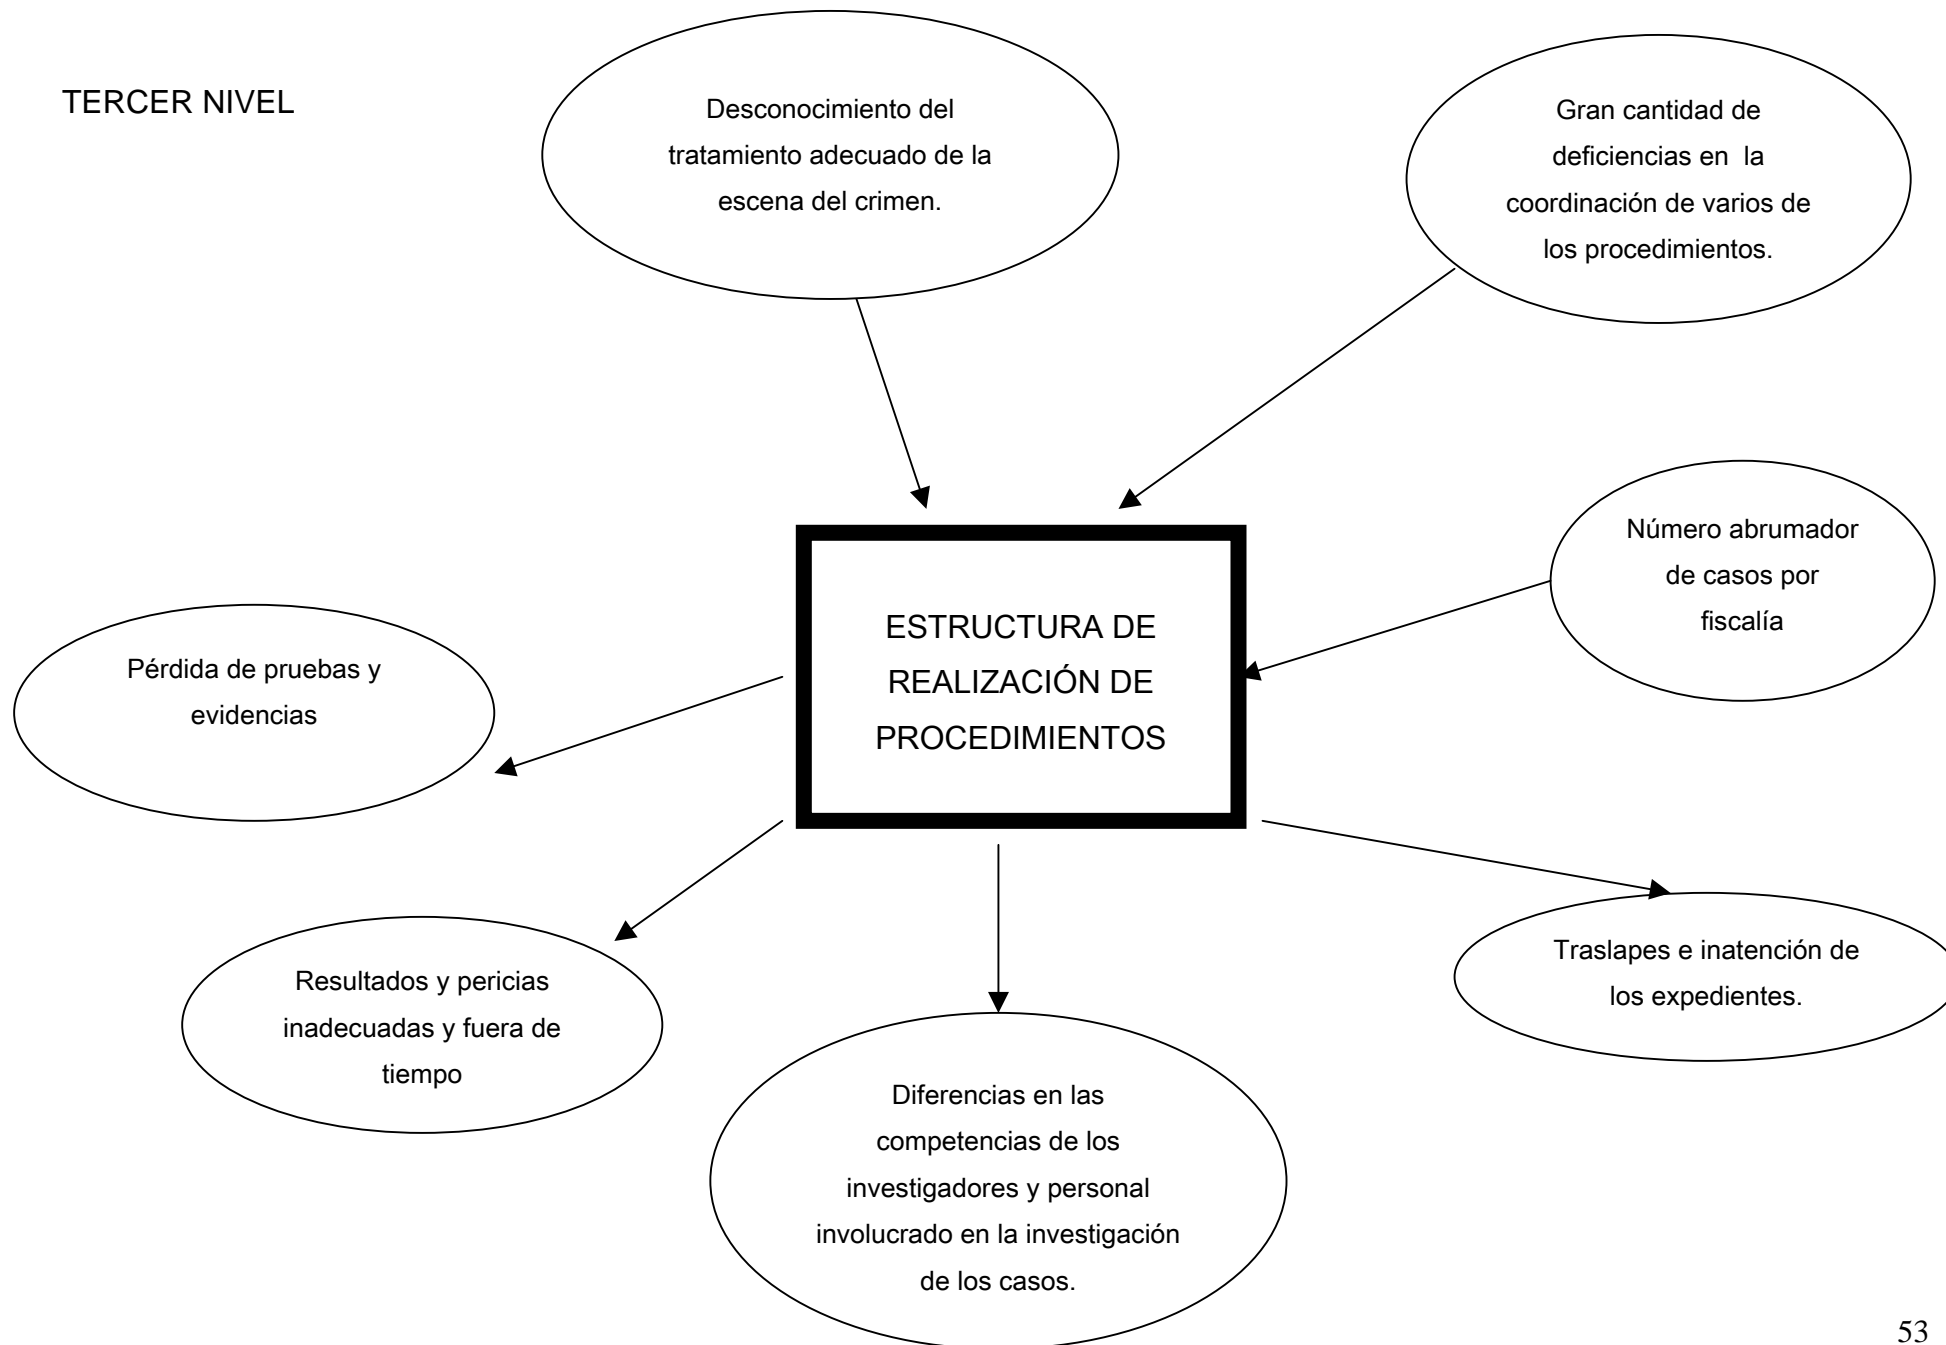 TERCER NIVEL
Desconocimiento del
tratamiento adecuado de la
escena del crimen.
Gran cantidad de
deficiencias en  la
coordinación de varios de
los procedimientos.
Número abrumador
de casos por
fiscalía
ESTRUCTURA DE
REALIZACIÓN DE
PROCEDIMIENTOS
Pérdida de pruebas y
evidencias
Resultados y pericias
inadecuadas y fuera de
tiempo
Diferencias en las
competencias de los
investigadores y personal
involucrado en la investigación
de los casos.
Traslapes e inatención de
los expedientes.
53